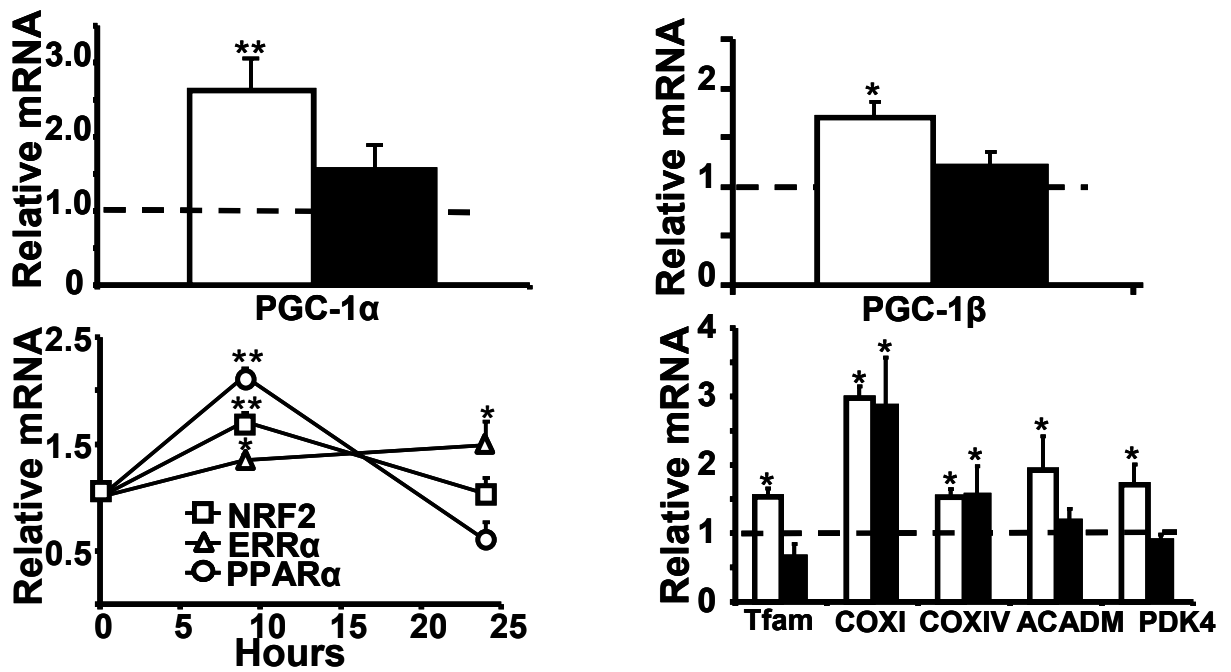 Relative mRNA
3.0
2.0
1.0
0
**
PGC-1α
Relative mRNA
2
1
0
*
PGC-1β
Relative mRNA
2.5
1.5
0.5
**
**
*
*
NRF2
ERRα
PPARα
0 5 10 15 20 25
Hours
Relative mRNA
4
3
2
1
0
* * * * * * *
Tfam COXI COXIV ACADM PDK4